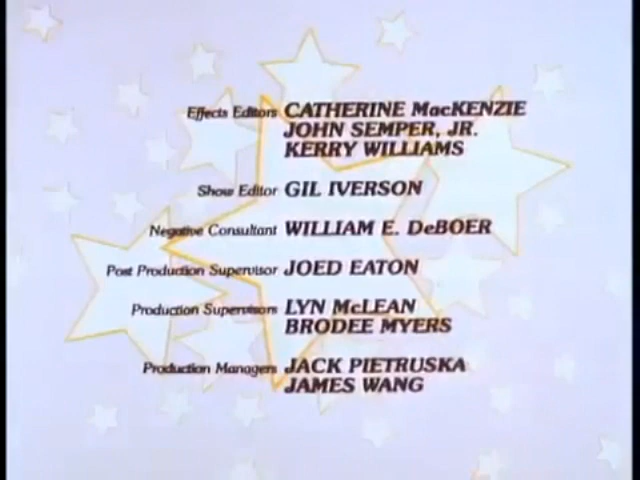 Effects Editors CATHERINE MacKENZIE
JOHN SEMPER, JR.
KERRY WILLIAMS
Show Editor GIL IVERSON
Negative Consultant WILLIAM E. DeBOER
Post Production Supervisor JOED EATON
Production Supervisors LYN McLEAN
BRODEE MYERS
Production Managers JACK PIETRUSKA
JAMES WANG